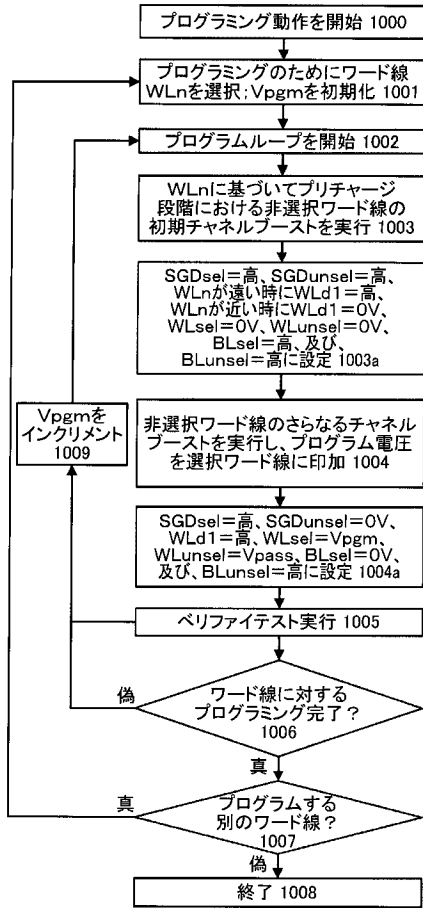 プログラミング動作を開始 1000
プログラミングのためにワード線
WLnを選択;Vpgmを初期化 1001
プログラムループを開始 1002
WLnに基づいてプリチャージ
段階における非選択ワード線の
初期チャネルブーストを実行 1003
SGDsel=高、SGDunsel=高、
WLnが遠い時にWLd1=高、
WLnが近い時にWLd1=0V、
WLsel=0V、WLunsel=0V、
BLsel=高、及び、
BLunsel=高に設定 1003a
Vpgmを
インクリメント
1009
非選択ワード線のさらなるチャネル
ブーストを実行し、プログラム電圧
を選択ワード線に印加 1004
SGDsel=高、SGDunsel=0V、
WLd1=高、WLsel=Vpgm、
WLunsel=Vpass、BLsel=0V、
及び、BLunsel=高に設定 1004a
ベリファイテスト実行 1005
偽
ワード線に対する
プログラミング完了?
1006
真
真
プログラムする
別のワード線?
1007
偽
終了 1008